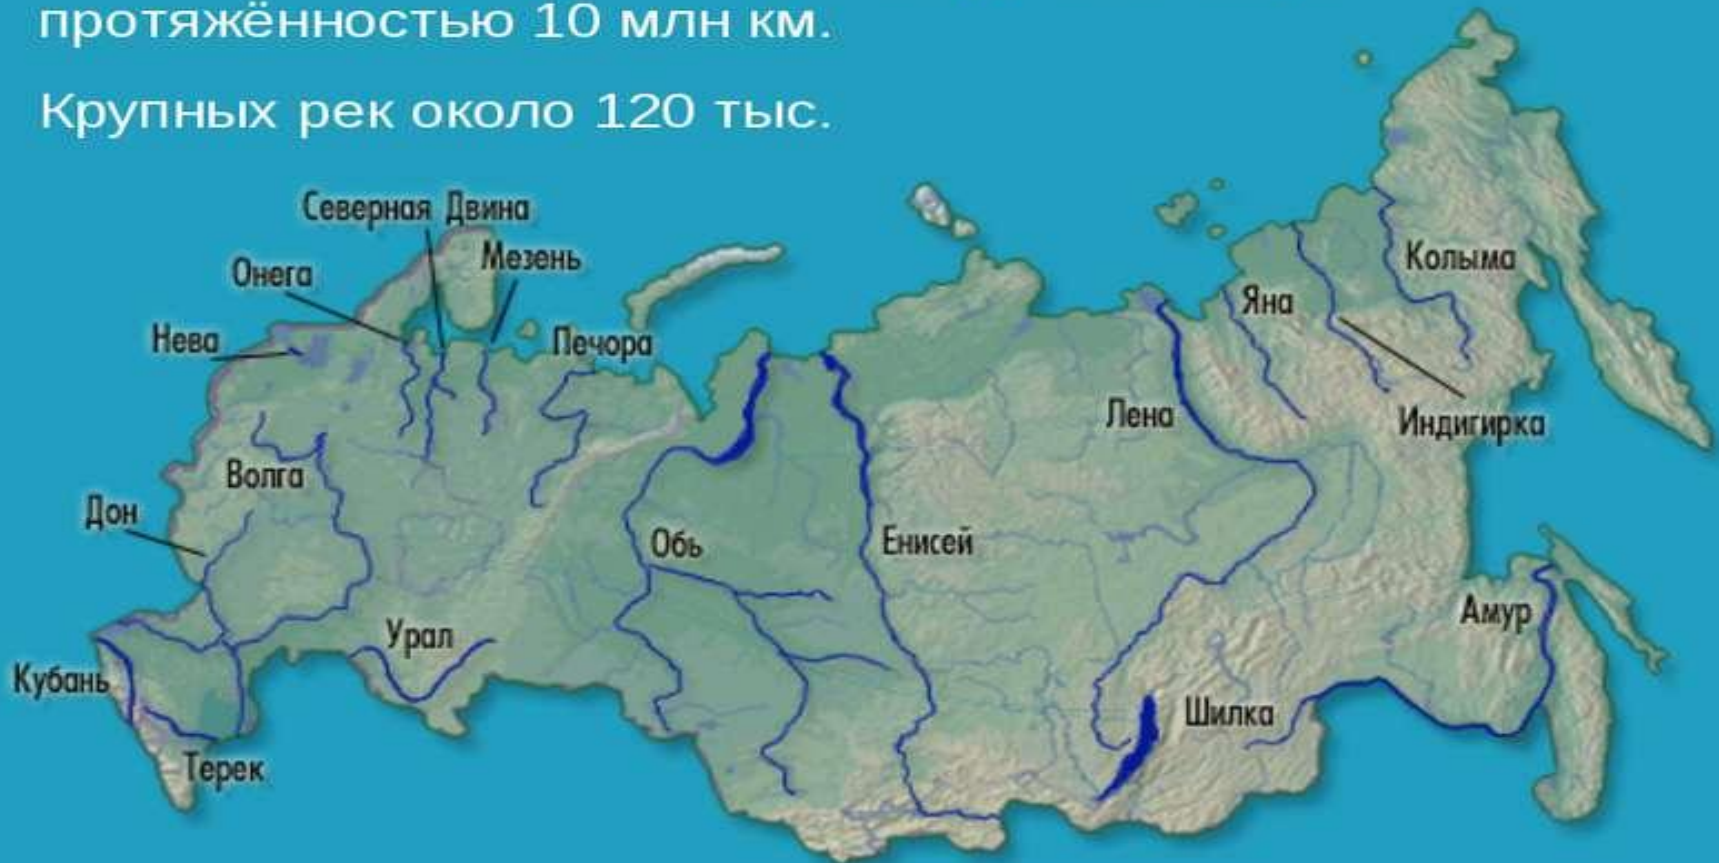 протяжённостью 10 млн км.
Крупных рек около 120 тыс.
Северная Двина
Мезень
Онега
Нева
Печора
Колыма
Яна
Лена
Индигирка
Волга
Дон
Обь
Енисей
Амур
Урал
Кубань
Шилка
Терек